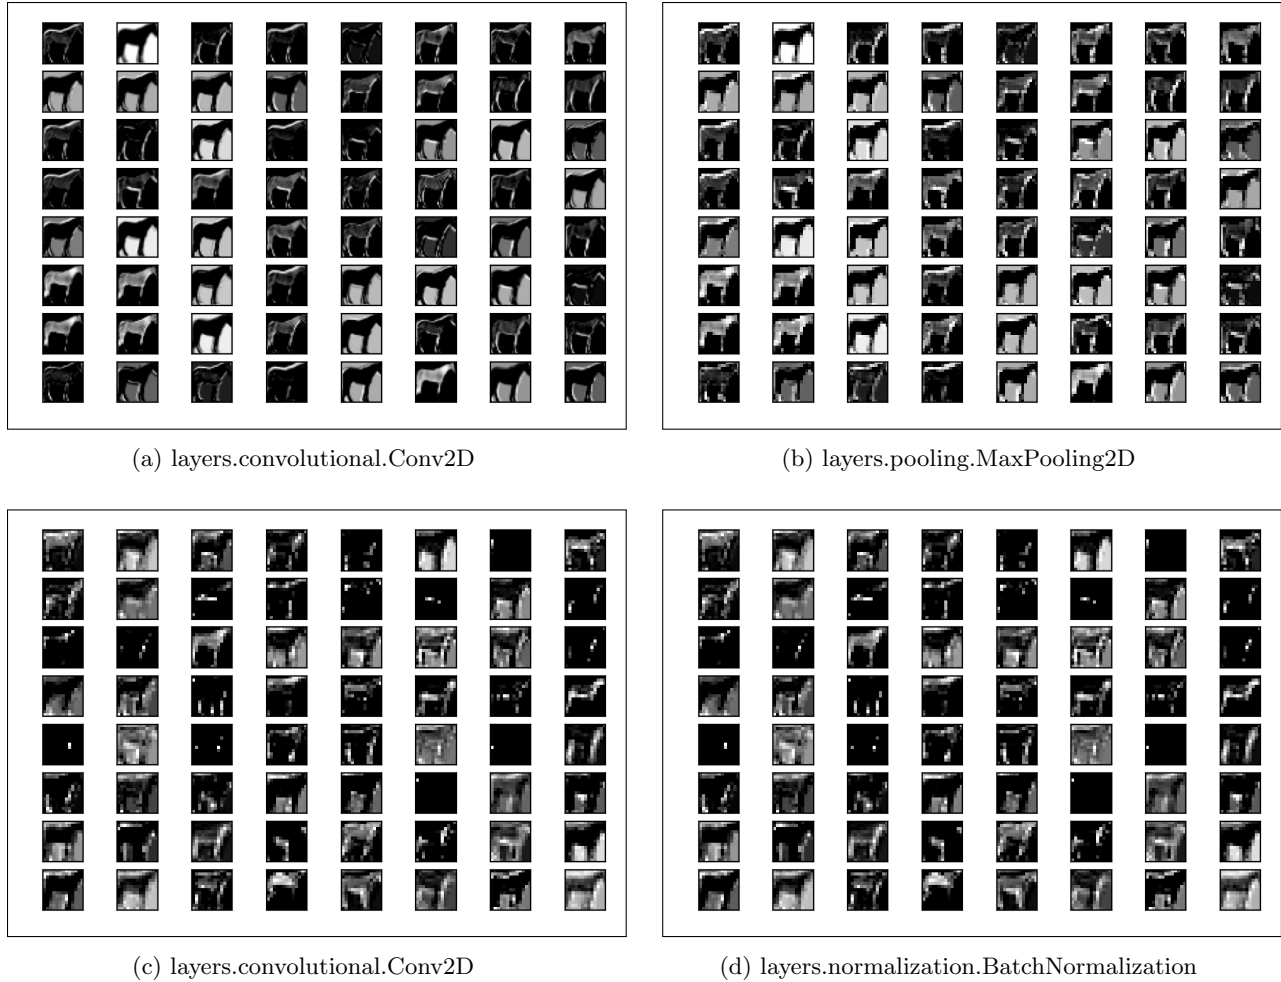 (a) layers.convolutional.Conv2D
(b) layers.pooling.MaxPooling2D
(c) layers.convolutional.Conv2D
(d) layers.normalization.BatchNormalization